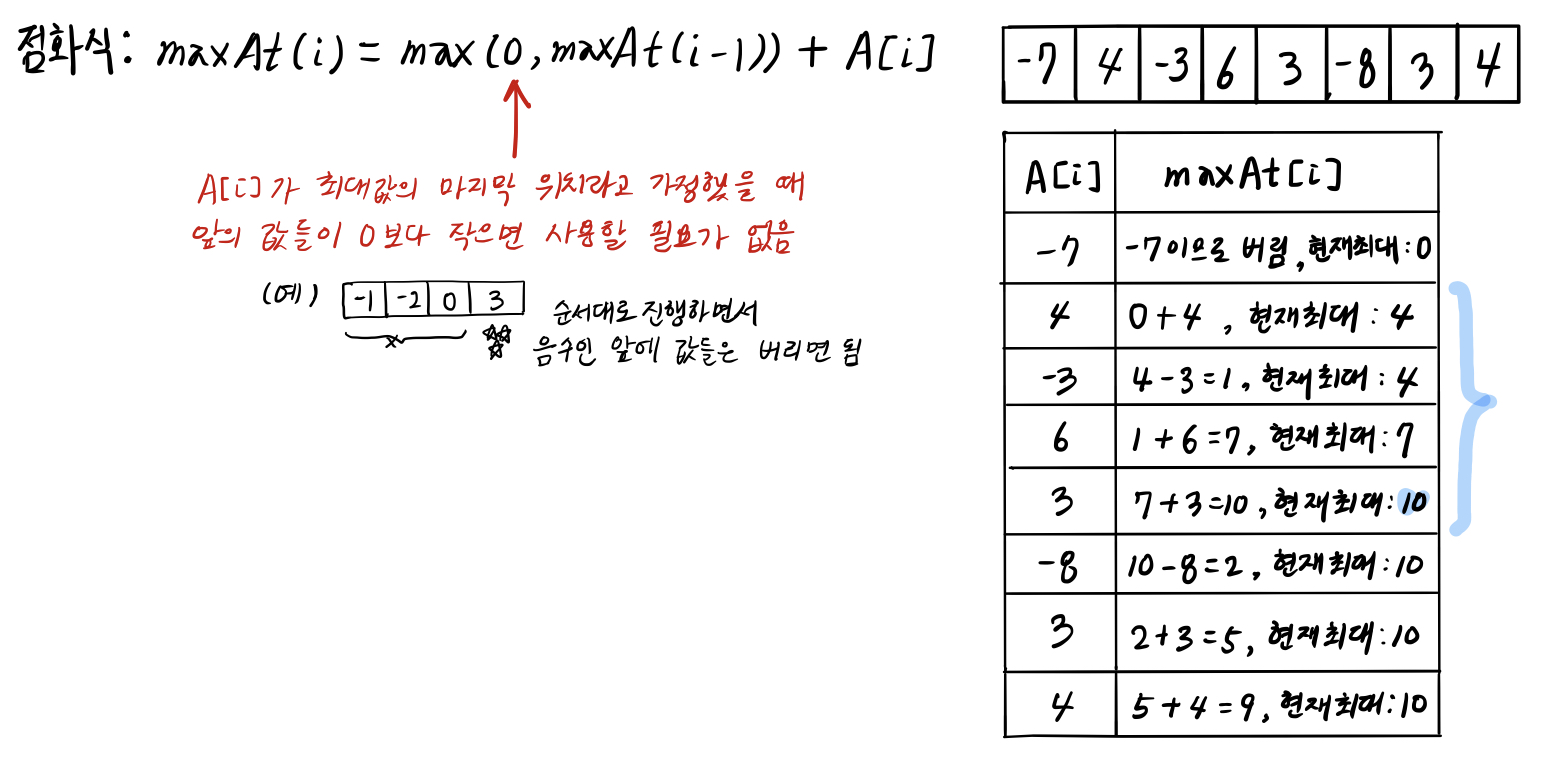 점화식: maxAt(i) = max(0, maxAt(i-1)) + A[i]
A[i]가 최대값의 마지막 위치라고 가정했을 때
앞의 값들이 0보다 작으면 사용할 필요가 없음
(예) -1 -2 0 3
x
순서대로 진행하면서
음수인 앞에 값들은 버리면 됨
-7 4 -3 6 3 -8 3 4
A[i] maxAt[i]
-7 -7이므로 버림, 현재최대: 0
4 0+4, 현재최대: 4
-3 4-3=1, 현재최대: 4
6 1+6=7, 현재최대: 7
3 7+3=10, 현재최대: 10
-8 10-8=2, 현재최대: 10
3 2+3=5, 현재최대: 10
4 5+4=9, 현재최대: 10